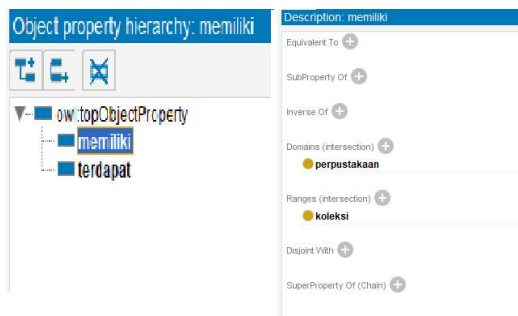 Object property hierarchy: memiliki
owl:topObjectProperty
memiliki
terdapat
Description: memiliki
Equivalent To
SubProperty Of
Inverse Of
Domains (intersection)
perpustakaan
Ranges (intersection)
koleksi
Disjoint With
SuperProperty Of (Chain)